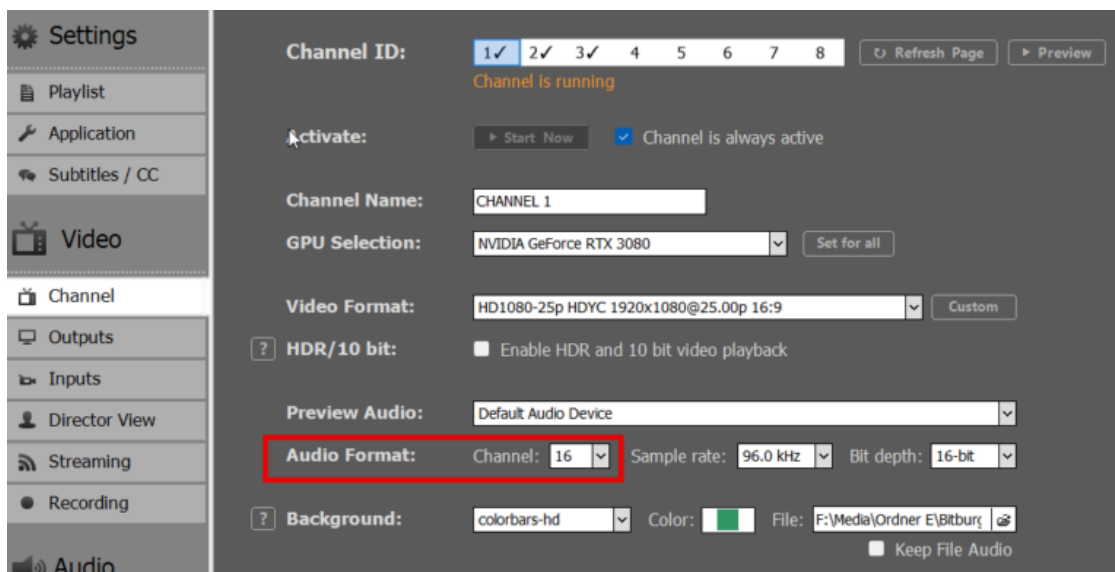 Settings
Playlist
Application
Subtitles / CC
Video
Channel
Outputs
Inputs
Director View
Streaming
Recording
Audio
Channel ID: 1✓ 2✓ 3✓ 4 5 6 7 8 Refresh Page Preview
Channel is running
Activate: Start Now Channel is always active
Channel Name: CHANNEL 1
GPU Selection: NVIDIA GeForce RTX 3080 Set for all
Video Format: HD1080-25p HDYC 1920x1080@25.00p 16:9 Custom
? HDR/10 bit: Enable HDR and 10 bit video playback
Preview Audio: Default Audio Device
Audio Format: Channel: 16 Sample rate: 96.0 kHz Bit depth: 16-bit
? Background: colorbars-hd Color: File: F:\Media\Ordner E\Bitburg
Keep File Audio